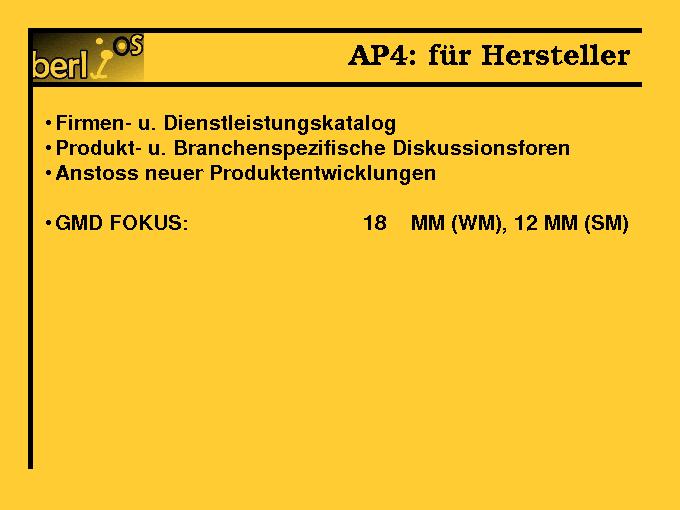 berliOS
AP4: für Hersteller
• Firmen- u. Dienstleistungskatalog
• Produkt- u. Branchenspezifische Diskussionsforen
• Anstoss neuer Produktentwicklungen
• GMD FOKUS: 18 MM (WM), 12 MM (SM)